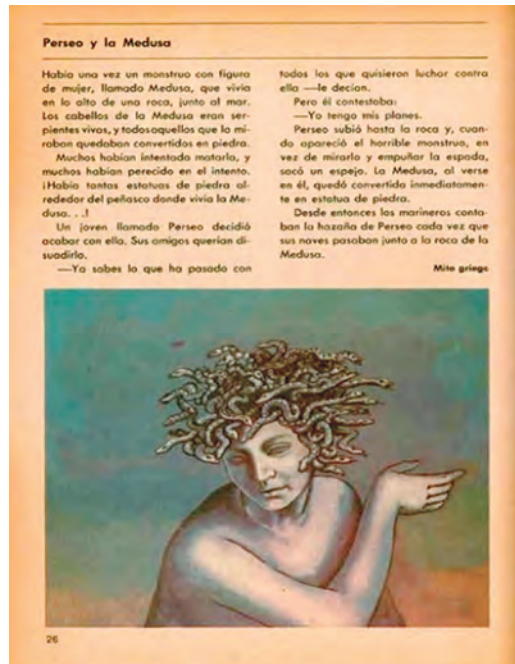 Perseo y la Medusa
Había una vez un monstruo con figura
de mujer, llamado Medusa, que vivía
en lo alto de una roca, junto al mar.
Los cabellos de la Medusa eran ser-
pientes vivas, y todos aquellos que la mi-
raban quedaban convertidos en piedra.
Muchos habían intentado matarla, y
muchos habían perecido en el intento.
¡Había tantas estatuas de piedra al-
rededor del peñasco donde vivía la Me-
dusa. . .!
Un joven llamado Perseo decidió
acabar con ella. Sus amigos querían di-
suadirlo.
—Ya sabes lo que ha pasado con
todos los que quisieron luchar contra
ella —le decían.
Pero él contestaba:
—Yo tengo mis planes.
Perseo subió hasta la roca y, cuan-
do apareció el horrible monstruo, en
vez de mirarlo y empuñar la espada,
sacó un espejo. La Medusa, al verse
en él, quedó convertida inmediatamen-
te en estatua de piedra.
Desde entonces los marineros conta-
ban la hazaña de Perseo cada vez que
sus naves pasaban junto a la roca de la
Medusa.
Mito griego
26